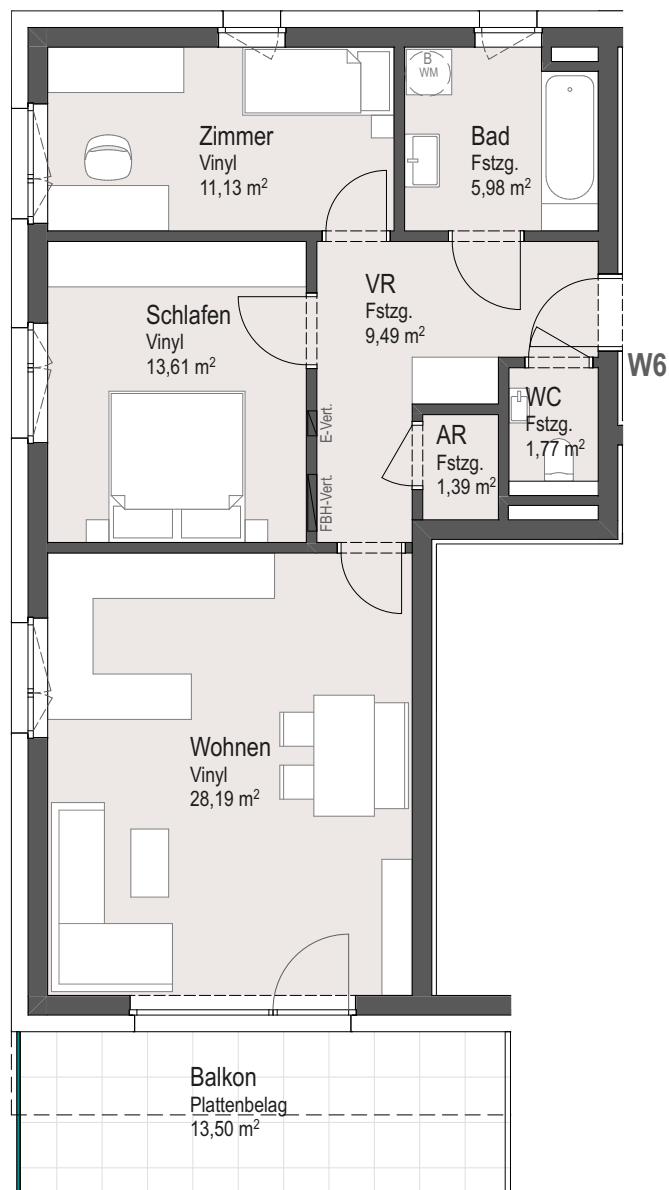 B
WM
Zimmer
Vinyl
11,13 m²
Bad
Fstzg.
5,98 m²
VR
Fstzg.
9,49 m²
Schlafen
Vinyl
13,61 m²
W6
WC
Fstzg.
1,77 m²
E-Vert.
AR
Fstzg.
1,39 m²
FBH-Vert.
Wohnen
Vinyl
28,19 m²
Balkon
Plattenbelag
13,50 m²